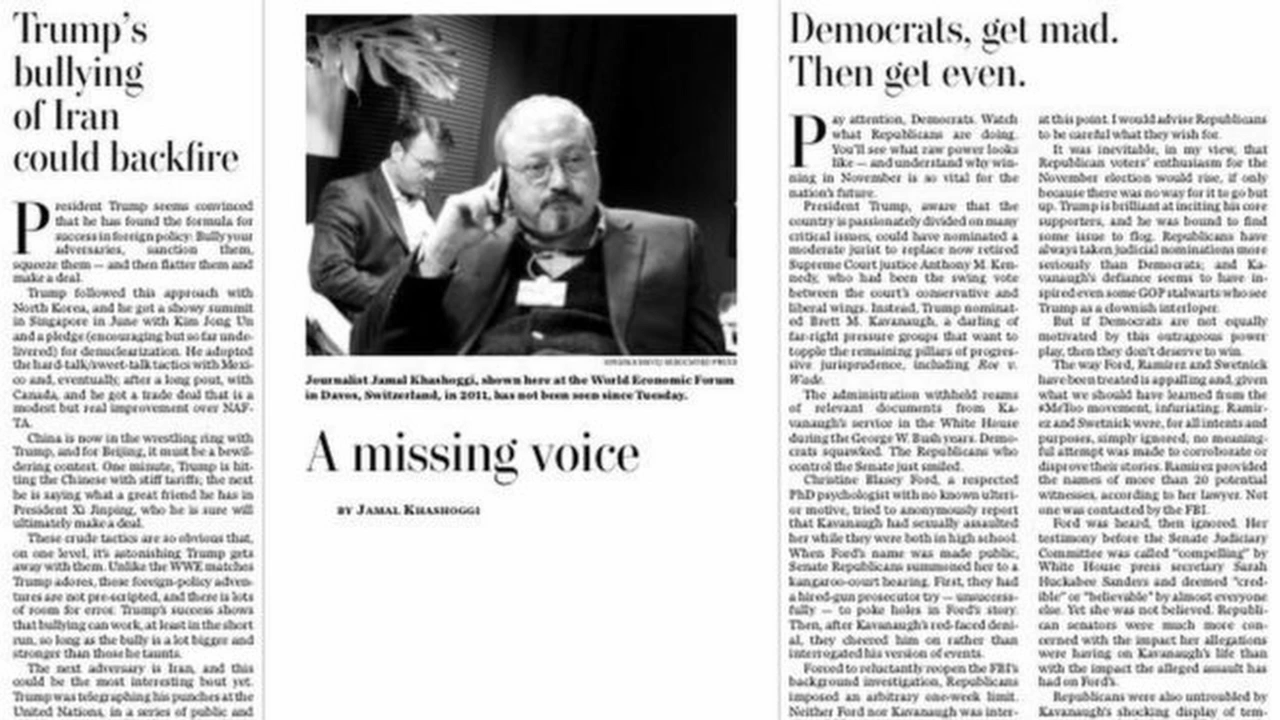 Trump's
bullying
of Iran
could backfire
President Trump seems convinced
that he has found the formula for
success in foreign policy: Bully your
adversaries, sanction them,
squeeze them — and then flatter them and
make a deal.
Trump followed this approach with
North Korea, and he got a showy summit
in Singapore in June with Kim Jong Un
and a pledge (encouraging but so far unde-
livered) for denuclearization. He adopted
the hard-talk/sweet-talk tactics with Mexi-
co and, eventually, after a long pout, with
Canada, and he got a trade deal that is a
modest but real improvement over NAF-
TA.
China is now in the wrestling ring with
Trump, and for Beijing, it must be a bewil-
dering contest. One minute, Trump is hit-
ting the Chinese with stiff tariffs; the next
he is saying what a great friend he has in
President Xi Jinping, who he is sure will
ultimately make a deal.
These crude tactics are so obvious that,
on one level, it's astonishing Trump gets
away with them. Unlike the WWE matches
Trump adores, these foreign-policy adven-
tures are not pre-scripted, and there is lots
of room for error. Trump's success shows
that bullying can work, at least in the short
run, so long as the bully is a lot bigger and
stronger than those he taunts.
The next adversary is Iran, and this
could be the most interesting bout yet.
Trump was telegraphing his punches at the
United Nations, in a series of public and
ASSOCIATED PRESS
Journalist Jamal Khashoggi, shown here at the World Economic Forum
in Davos, Switzerland, in 2011, has not been seen since Tuesday.
A missing voice
BY JAMAL KHASHOGGI
Democrats, get mad.
Then get even.
Pay attention, Democrats. Watch
what Republicans are doing.
You'll see what raw power looks
like — and understand why win-
ning in November is so vital for the
nation's future.
President Trump, aware that the
country is passionately divided on many
critical issues, could have nominated a
moderate jurist to replace now retired
Supreme Court justice Anthony M. Ken-
nedy, who had been the swing vote
between the court's conservative and
liberal wings. Instead, Trump nominat-
ed Brett M. Kavanaugh, a darling of
far-right pressure groups that want to
topple the remaining pillars of progres-
sive jurisprudence, including Roe v.
Wade.
The administration withheld reams
of relevant documents from Ka-
vanaugh's service in the White House
during the George W. Bush years. Demo-
crats squawked. The Republicans who
control the Senate just smiled.
Christine Blasey Ford, a respected
PhD psychologist with no known ulteri-
or motive, tried to anonymously report
that Kavanaugh had sexually assaulted
her while they were both in high school.
When Ford's name was made public,
Senate Republicans summoned her to a
kangaroo-court hearing. First, they had
a hired-gun prosecutor try — unsuccess-
fully — to poke holes in Ford's story.
Then, after Kavanaugh's red-faced deni-
al, they cheered him on rather than
interrogated his version of events.
Forced to reluctantly reopen the FBI's
background investigation, Republicans
imposed an arbitrary one-week limit.
Neither Ford nor Kavanaugh was inter-
at this point. I would advise Republicans
to be careful what they wish for.
It was inevitable, in my view, that
Republican voters' enthusiasm for the
November election would rise, if only
because there was no way for it to go but
up. Trump is brilliant at inciting his core
supporters, and he was bound to find
some issue to flog. Republicans have
always taken judicial nominations more
seriously than Democrats; and Ka-
vanaugh's defiance seems to have in-
spired even some GOP stalwarts who see
Trump as a clownish interloper.
But if Democrats are not equally
motivated by this outrageous power
play, then they don't deserve to win.
The way Ford, Ramirez and Swetnick
have been treated is appalling and, given
what we should have learned from the
#MeToo movement, infuriating. Ramir-
ez and Swetnick were, for all intents and
purposes, simply ignored; no meaning-
ful attempt was made to corroborate or
disprove their stories. Ramirez provided
the names of more than 20 potential
witnesses, according to her lawyer. Not
one was contacted by the FBI.
Ford was heard, then ignored. Her
testimony before the Senate Judiciary
Committee was called "compelling" by
White House press secretary Sarah
Huckabee Sanders and deemed "cred-
ible" or "believable" by almost everyone
else. Yet she was not believed. Republi-
can senators were much more con-
cerned with the impact her allegations
were having on Kavanaugh's life than
with the impact the alleged assault has
had on Ford's.
Republicans were also untroubled by
Kavanaugh's shocking display of tem-